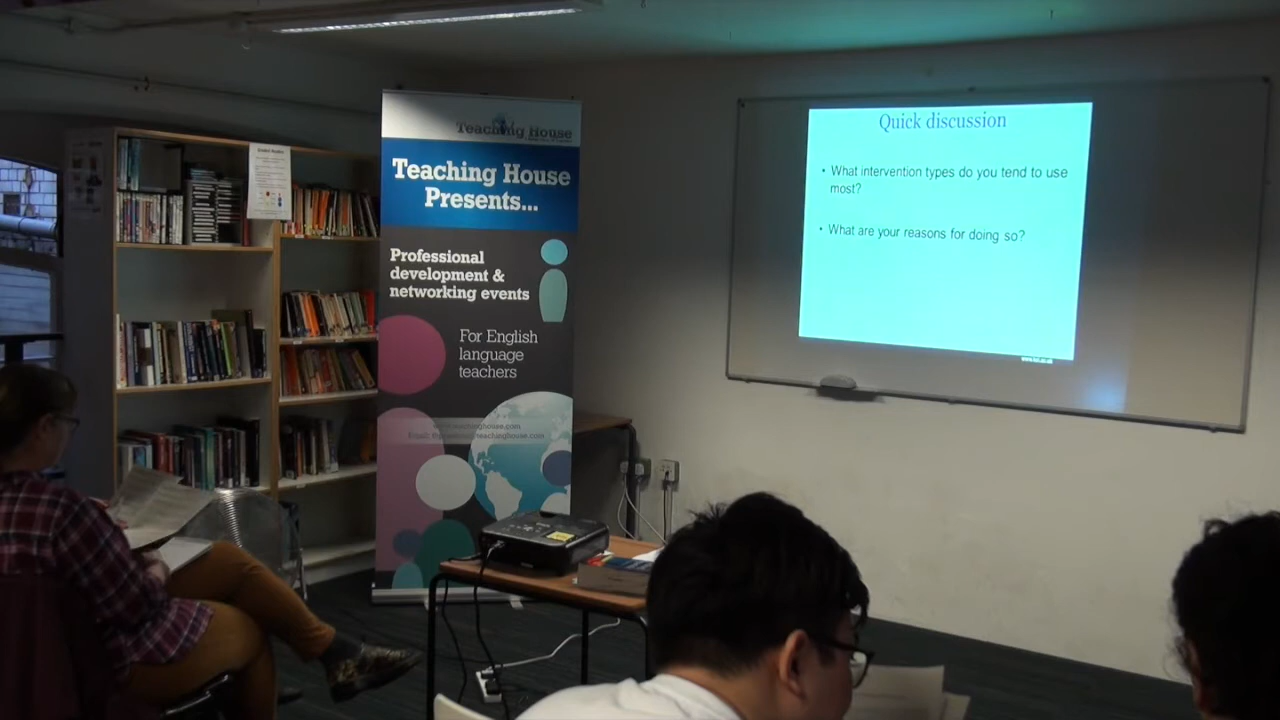 Teaching House
Teaching House
Presents...
Professional
development &
networking events
For English
language
teachers
Quick discussion
• What intervention types do you tend to use
most?
• What are your reasons for doing so?